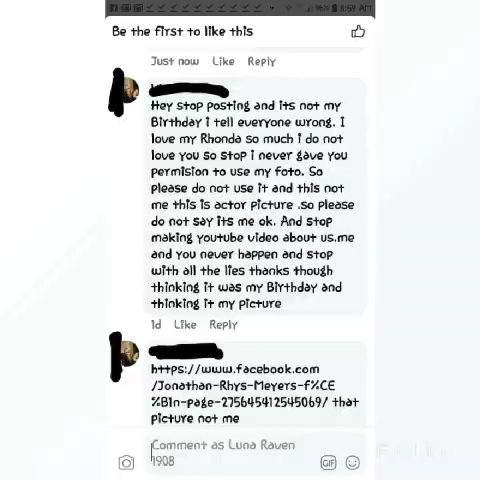 8:59 AM
Be the first to like this
Just now Like Reply
Hey stop posting and its not my
Birthday i tell everyone wrong. I
love my Rhonda so much i do not
love you so stop i never gave you
permision to use my foto. So
please do not use it and this not
me this is actor picture .so please
do not say its me ok. And stop
making youtube video about us.me
and you never happen and stop
with all the lies thanks though
thinking it was my Birthday and
thinking it my picture
1d Like Reply
https://www.facebook.com
/Jonathan-Rhys-Meyers-f%CE
%B1n-page-275645412545069/ that
picture not me
Comment as Luna Raven
1908
GIF